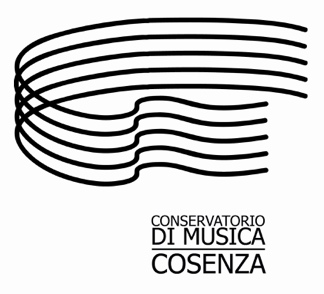 CONSERVATORIO
DI MUSICA
COSENZA